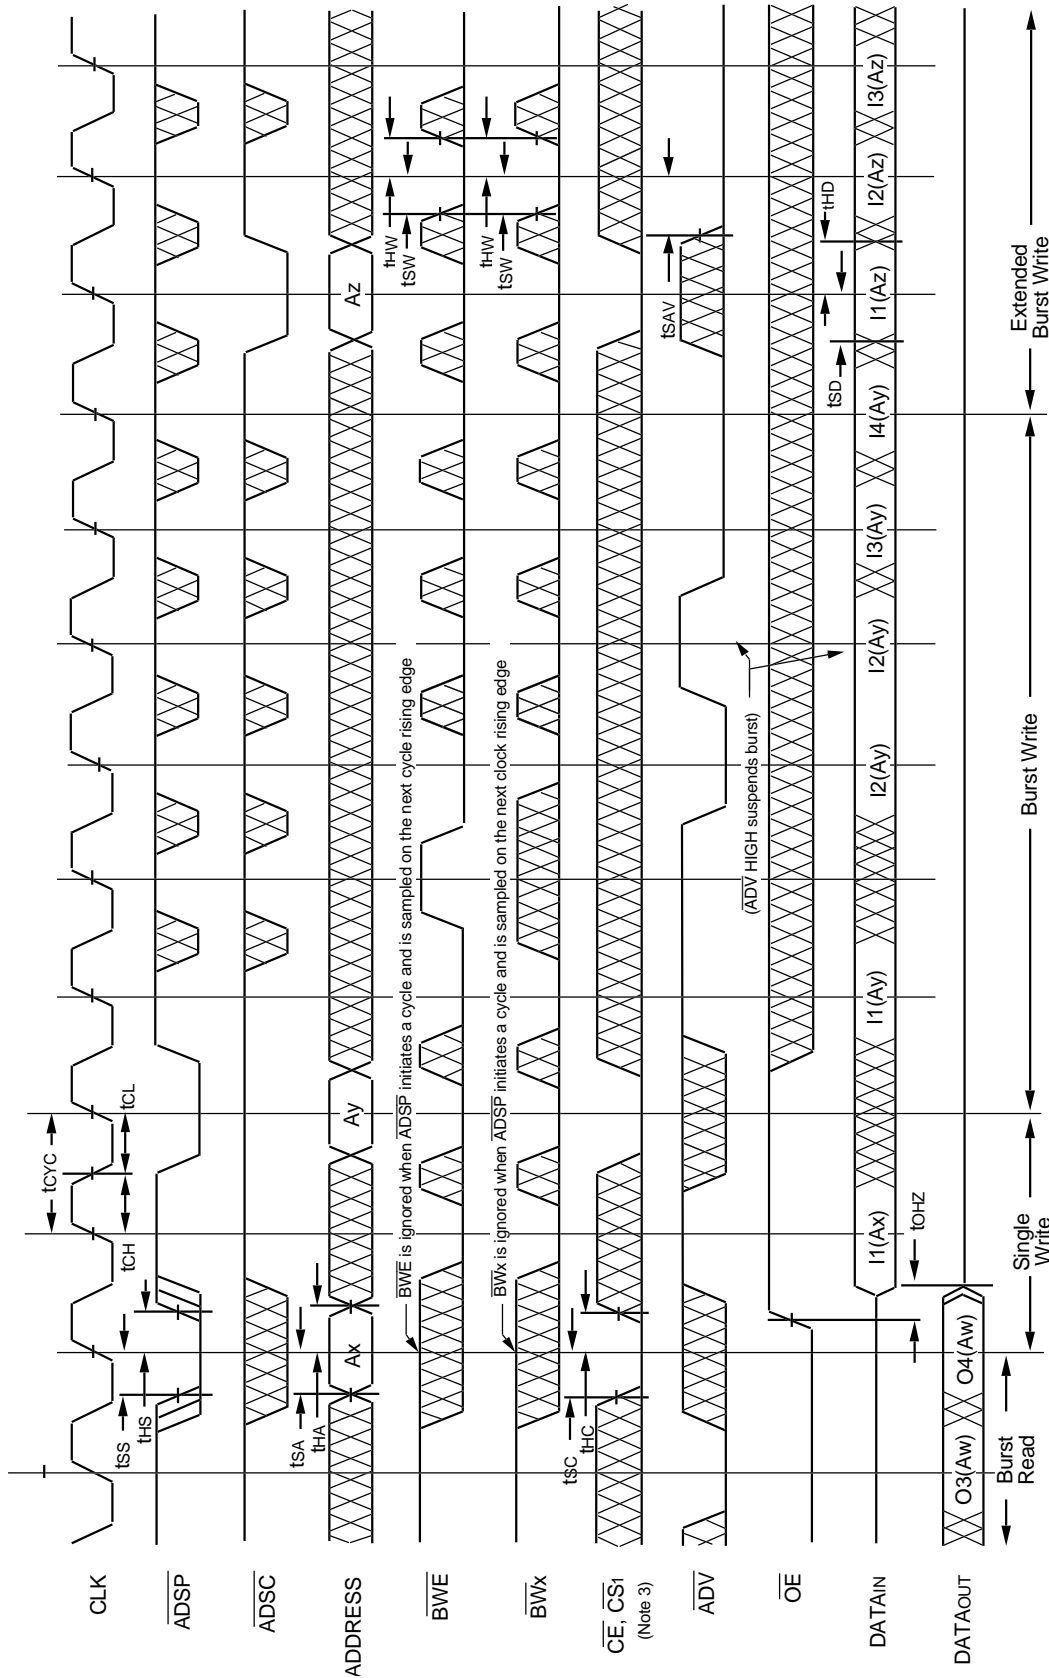 CLK
tCYC
tCH
tCL
ADSP
tSS
tHS
ADSC
ADDRESS
Ax
Ay
Az
tSA
tHA
BWE
BWE is ignored when ADSP initiates a cycle and is sampled on the next cycle rising edge
tHW
tSW
BWx
BWx is ignored when ADSP initiates a cycle and is sampled on the next clock rising edge
tHW
tSW
CE, CS1
(Note 3)
tSC
tHC
ADV
tSAV
(ADV HIGH suspends burst)
OE
DATAIN
I1(Ax)
I1(Ay)
I2(Ay)
I2(Ay)
I3(Ay)
I4(Ay)
I1(Az)
I2(Az)
I3(Az)
tSD
tHD
tOHZ
DATAOUT
O3(Aw)
O4(Aw)
Burst
Read
Single
Write
Burst Write
Extended
Burst Write